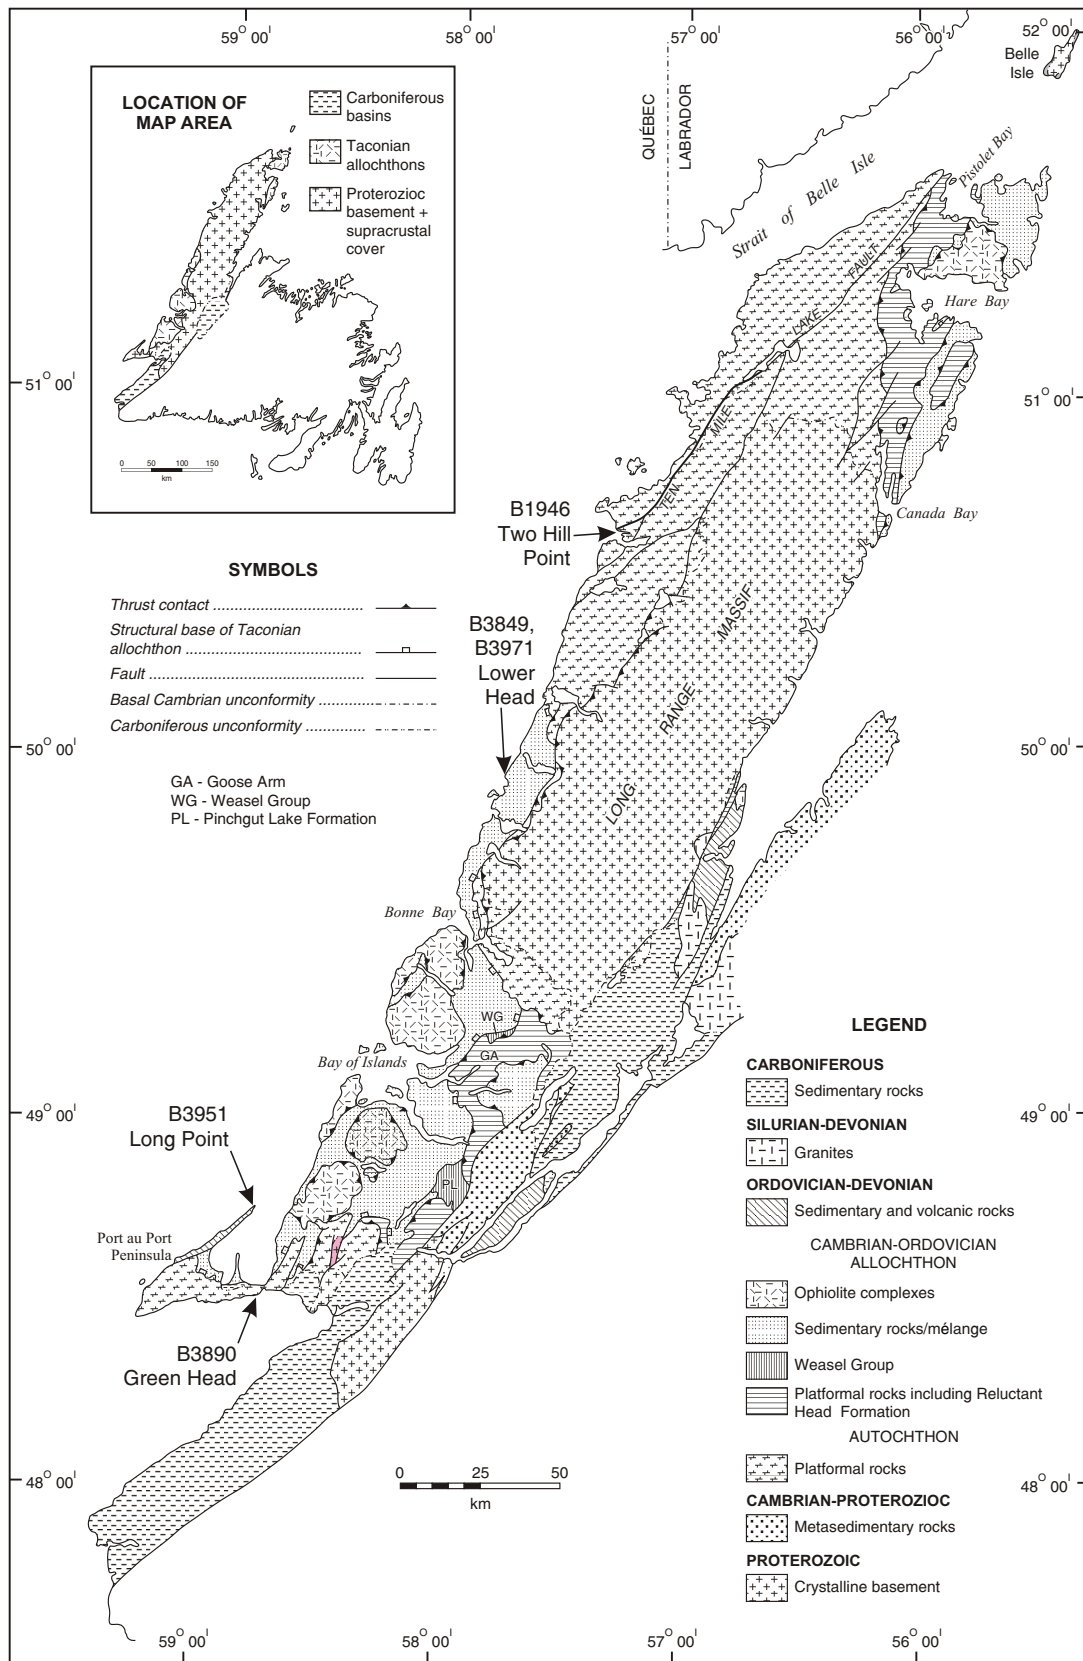 59° 00'
58° 00'
57° 00'
56° 00'
52° 00'
Belle
Isle
LOCATION OF
MAP AREA
Carboniferous
basins
Taconian
allochthons
Proterozioc
basement +
supracrustal
cover
0 50 100 150
km
QUÉBEC
LABRADOR
Strait of Belle Isle
Pistolet Bay
Hare Bay
Canada Bay
TEN MILE LAKE FAULT
51° 00'
51° 00'
B1946
Two Hill
Point
SYMBOLS
Thrust contact
Structural base of Taconian
allochthon
Fault
Basal Cambrian unconformity
Carboniferous unconformity
GA - Goose Arm
WG - Weasel Group
PL - Pinchgut Lake Formation
B3849,
B3971
Lower
Head
LONG RANGE MASSIF
50° 00'
50° 00'
Bonne Bay
WG
GA
Bay of Islands
PL
49° 00'
49° 00'
B3951
Long Point
Port au Port
Peninsula
B3890
Green Head
LEGEND
CARBONIFEROUS
Sedimentary rocks
SILURIAN-DEVONIAN
Granites
ORDOVICIAN-DEVONIAN
Sedimentary and volcanic rocks
CAMBRIAN-ORDOVICIAN
ALLOCHTHON
Ophiolite complexes
Sedimentary rocks/mélange
Weasel Group
Platformal rocks including Reluctant
Head Formation
AUTOCHTHON
Platformal rocks
CAMBRIAN-PROTEROZIOC
Metasedimentary rocks
PROTEROZOIC
Crystalline basement
0 25 50
km
48° 00'
48° 00'
59° 00'
58° 00'
57° 00'
56° 00'